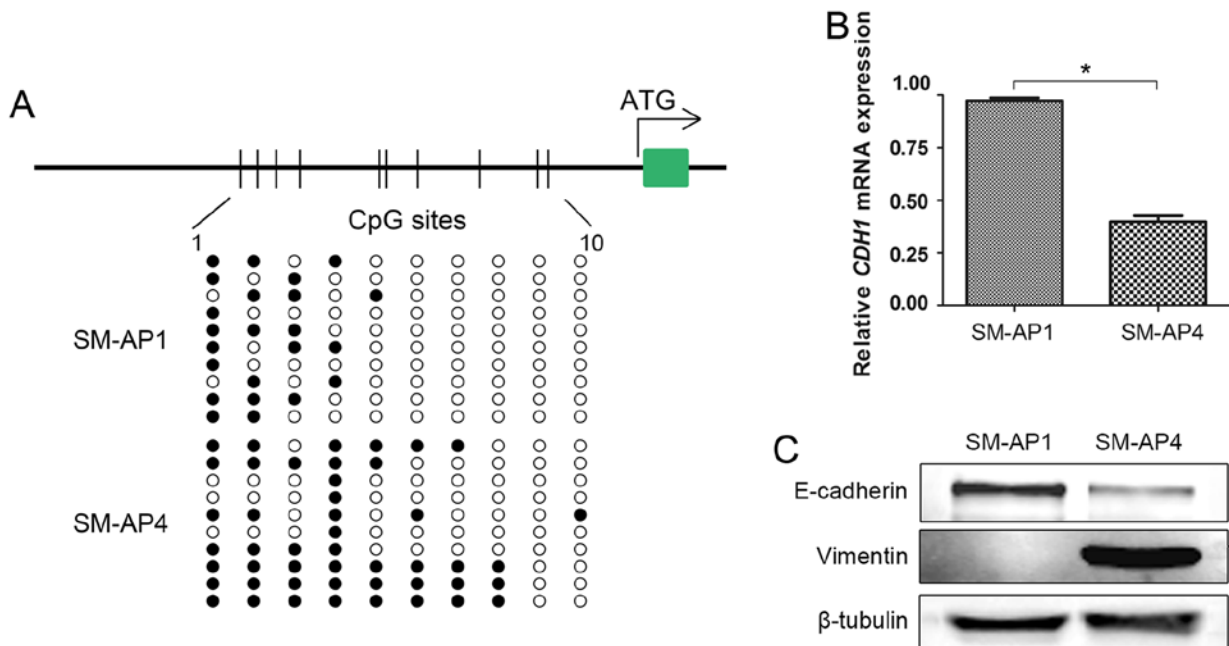 A
ATG
CpG sites
1
10
SM-AP1
SM-AP4
B
Relative CDH1 mRNA expression
1.00
0.75
0.50
0.25
0.00
*
SM-AP1
SM-AP4
C
SM-AP1 SM-AP4
E-cadherin
Vimentin
β-tubulin